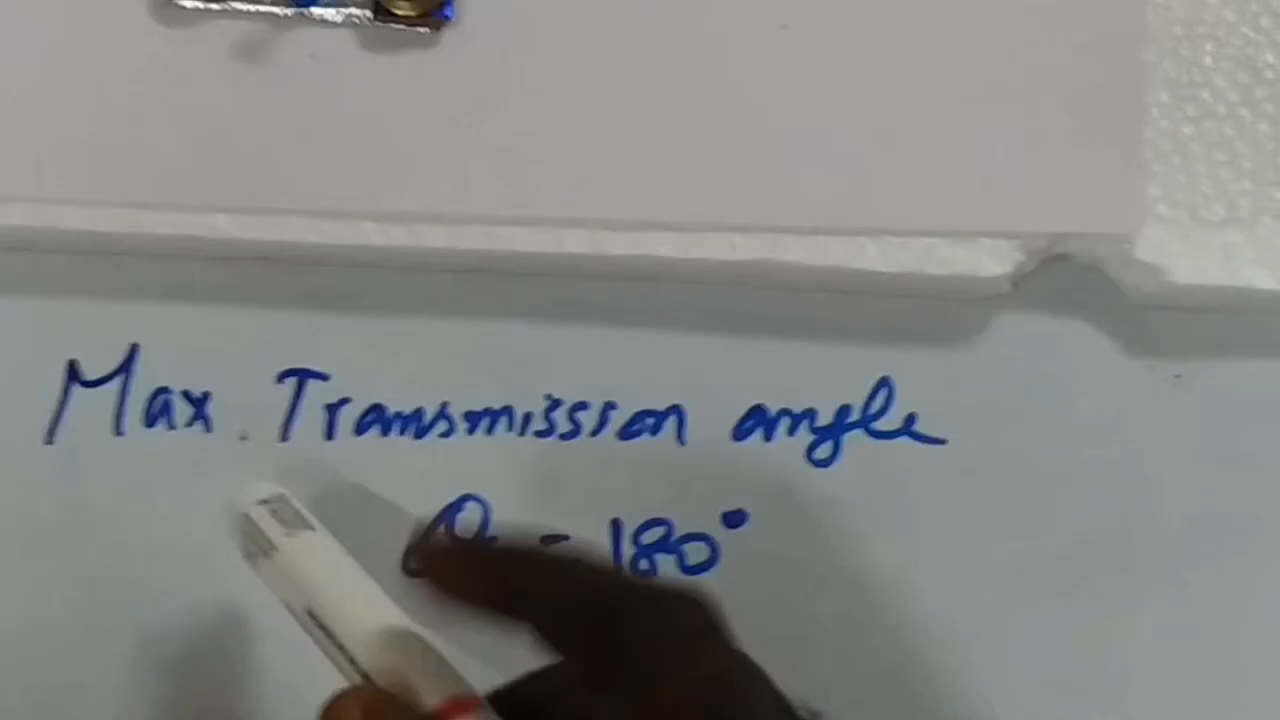 Max. Transmission angle
θ = 180°